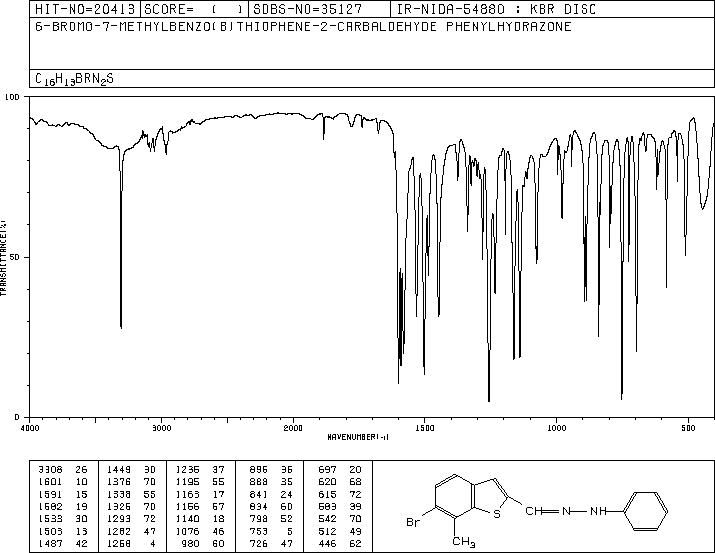 HIT-NO=20413 SCORE= ( ) SDBS-NO=35127 IR-NIDA-54880 : KBR DISC
6-BROMO-7-METHYLBENZO(B)THIOPHENE-2-CARBALDEHYDE PHENYLHYDRAZONE
C16H13BRN2S
100
50
0
TRANSMITTANCE(%)
4000 3000 2000 1500 1000 500
WAVENUMBER(-1)
3308 26 1449 30 1236 37 896 35 697 20
1601 10 1376 70 1195 55 888 35 620 68
1591 15 1338 55 1163 17 841 24 615 72
1582 19 1326 70 1156 57 834 60 583 39
1533 30 1293 72 1140 18 798 52 542 70
1503 13 1282 47 1076 46 753 5 512 49
1487 42 1258 4 980 60 726 47 446 62
Br
S
CH3
CH
N
NH